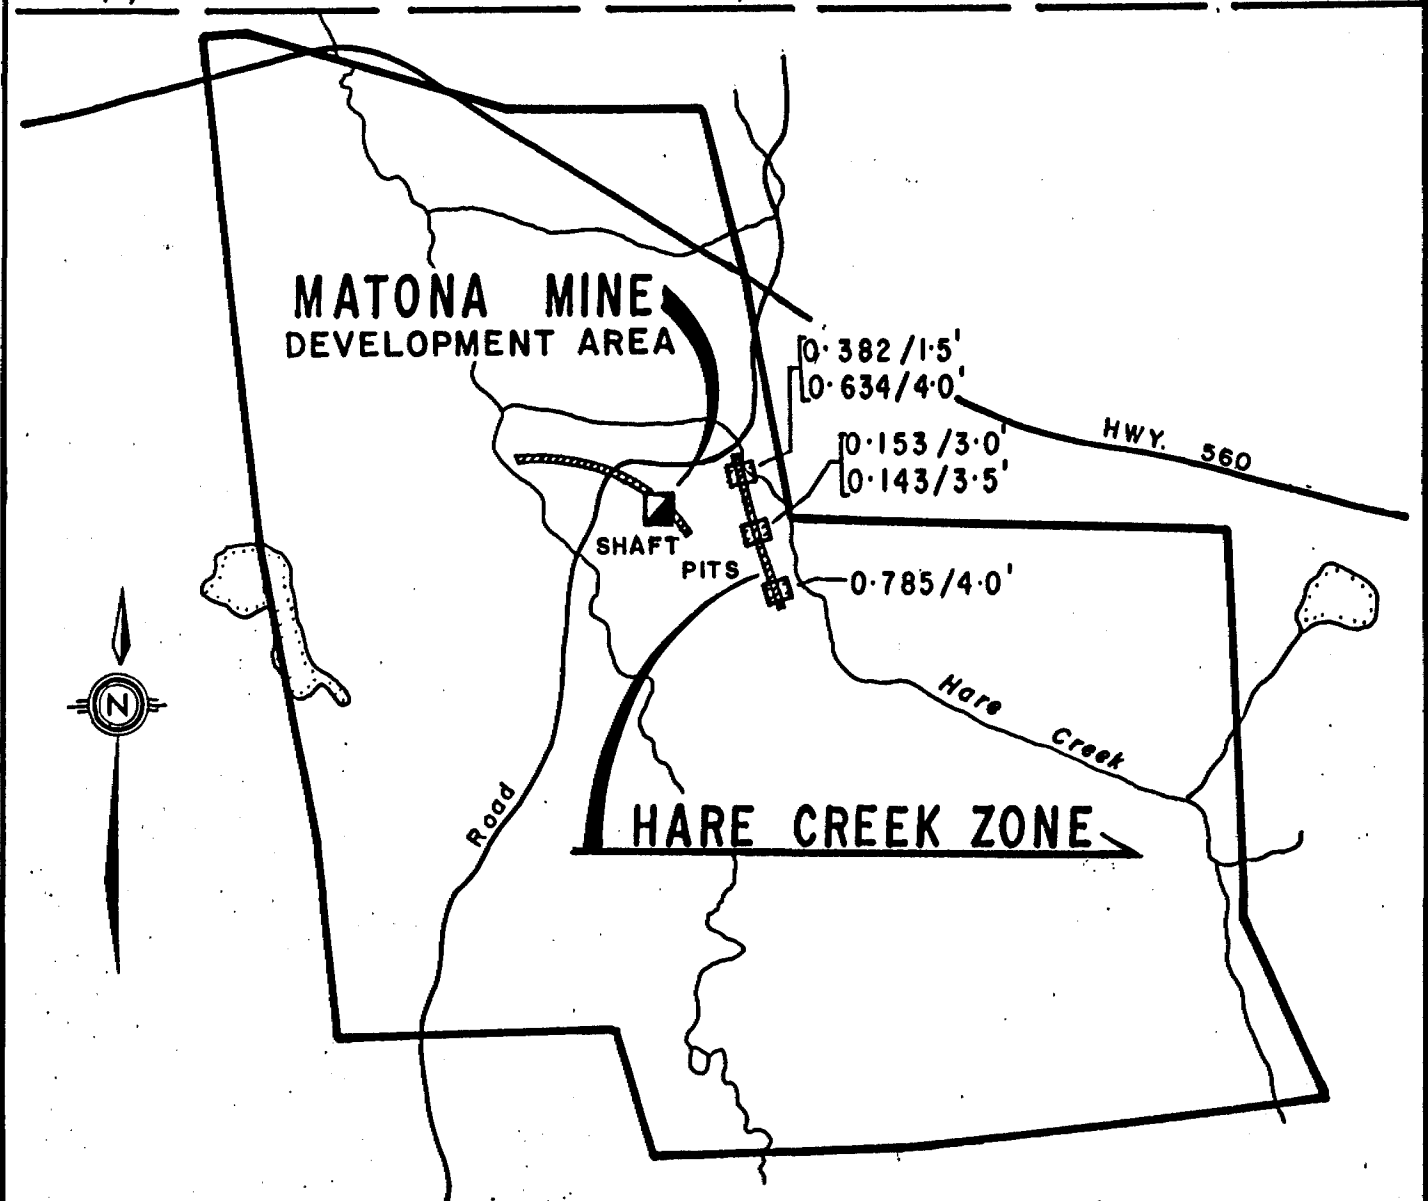 MATONA MINE
DEVELOPMENT AREA
0.382/1.5'
0.634/4.0'
0.153/3.0'
0.143/3.5'
HWY. 560
SHAFT
PITS
0.785/4.0'
N
Hare Creek
Road
HARE CREEK ZONE